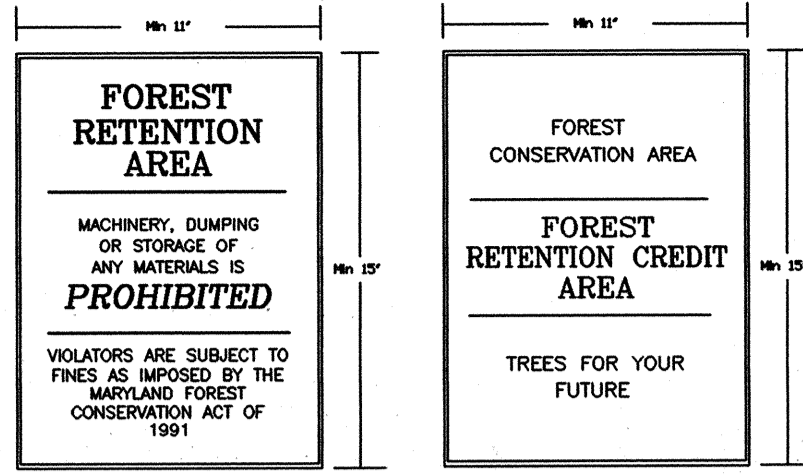 Min 11"
FOREST
RETENTION
AREA
MACHINERY, DUMPING
OR STORAGE OF
ANY MATERIALS IS
PROHIBITED
VIOLATORS ARE SUBJECT TO
FINES AS IMPOSED BY THE
MARYLAND FOREST
CONSERVATION ACT OF
1991
Min 15"
Min 11"
FOREST
CONSERVATION AREA
FOREST
RETENTION CREDIT
AREA
TREES FOR YOUR
FUTURE
Min 15